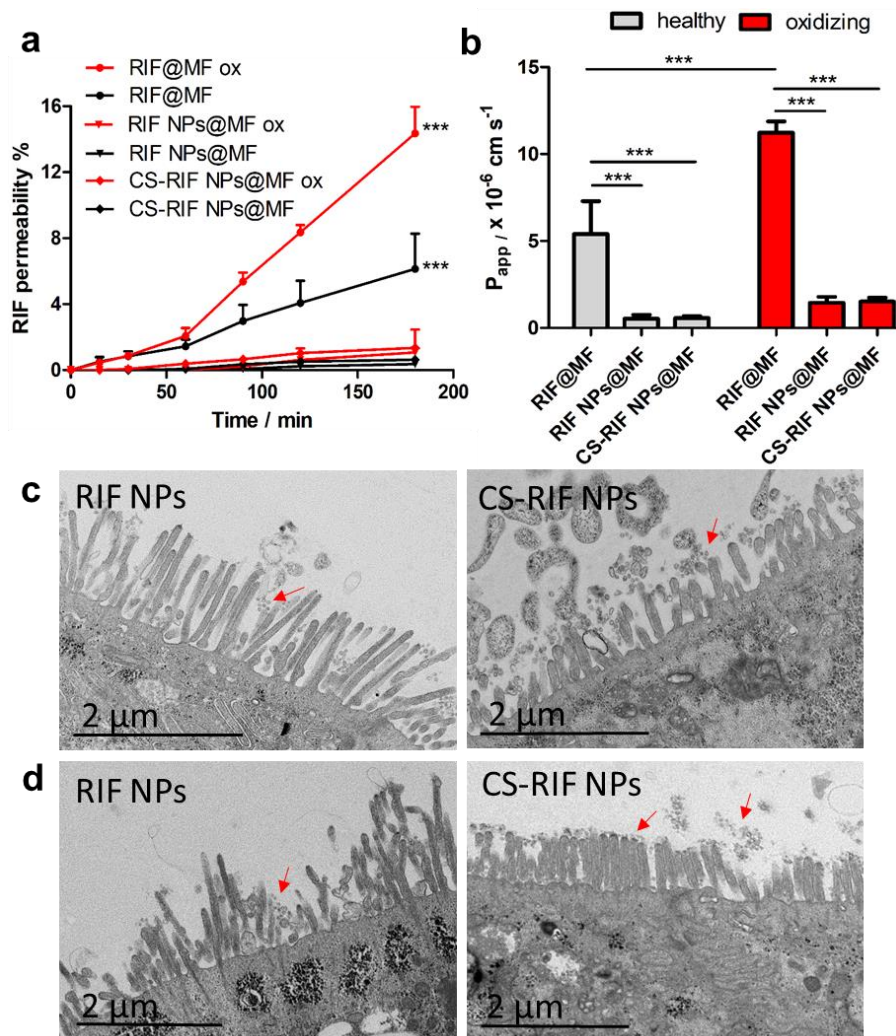 a
RIF@MF ox
RIF@MF
RIF NPs@MF ox
RIF NPs@MF
CS-RIF NPs@MF ox
CS-RIF NPs@MF
16
12
8
4
0
RIF permeability %
***
***
0 50 100 150 200
Time / min
b
healthy oxidizing
***
*** ***
*** ***
15
10
5
0
Papp / x 10-6 cm s-1
RIF@MF
RIF NPs@MF
CS-RIF NPs@MF
RIF@MF
RIF NPs@MF
CS-RIF NPs@MF
c
RIF NPs
2 µm
CS-RIF NPs
2 µm
d
RIF NPs
2 µm
CS-RIF NPs
2 µm